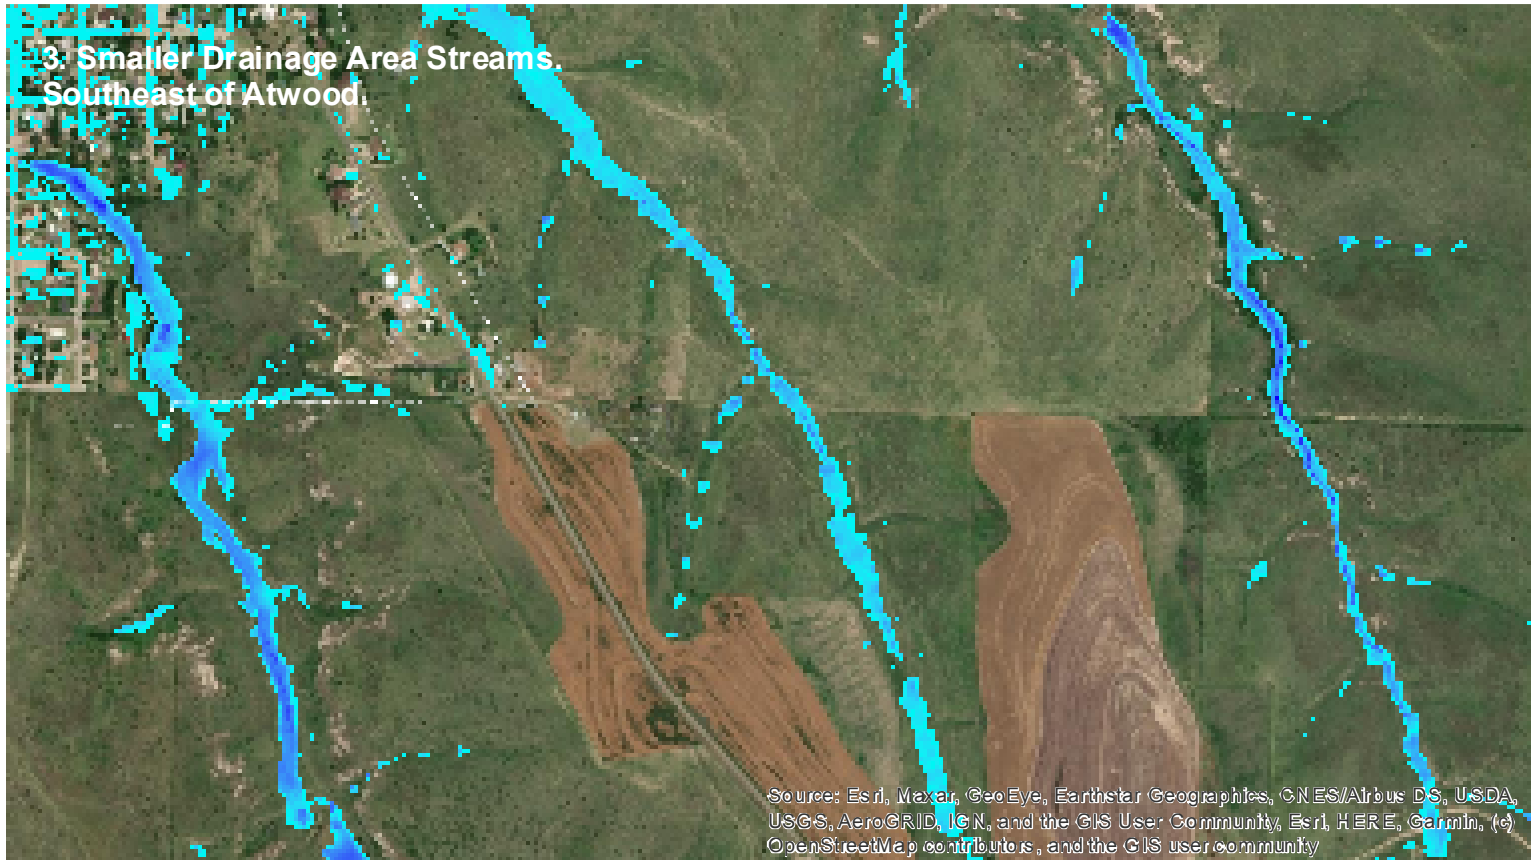 3. Smaller Drainage Area Streams.
Southeast of Atwood.
Source: Esri, Maxar, GeoEye, Earthstar Geographics, CNES/Airbus DS, USDA,
USGS, AeroGRID, IGN, and the GIS User Community, Esri, HERE, Garmin, (c)
OpenStreetMap contributors, and the GIS user community